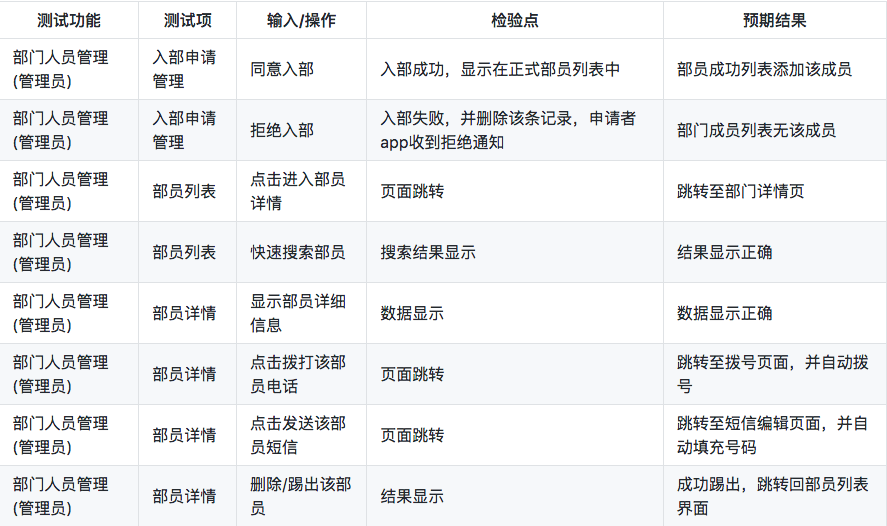 测试功能 测试项 输入/操作 检验点 预期结果
部门人员管理(管理员) 入部申请管理 同意入部 入部成功，显示在正式部员列表中 部员成功列表添加该成员
部门人员管理(管理员) 入部申请管理 拒绝入部 入部失败，并删除该条记录，申请者app收到拒绝通知 部门成员列表无该成员
部门人员管理(管理员) 部员列表 点击进入部员详情 页面跳转 跳转至部门详情页
部门人员管理(管理员) 部员列表 快速搜索部员 搜索结果显示 结果显示正确
部门人员管理(管理员) 部员详情 显示部员详细信息 数据显示 数据显示正确
部门人员管理(管理员) 部员详情 点击拨打该部员电话 页面跳转 跳转至拨号页面，并自动拨号
部门人员管理(管理员) 部员详情 点击发送该部员短信 页面跳转 跳转至短信编辑页面，并自动填充号码
部门人员管理(管理员) 部员详情 删除/踢出该部员 结果显示 成功踢出，跳转回部员列表界面